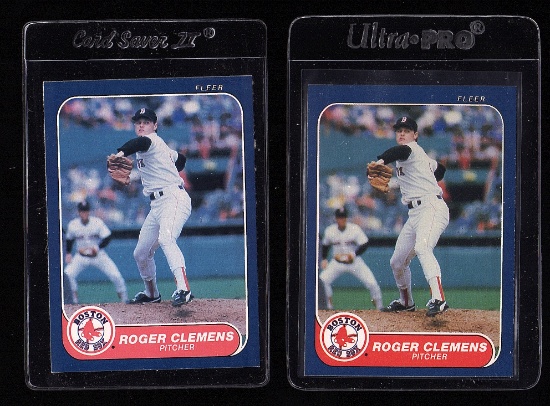 Card Saver II®
FLEER
BOSTON
RED SOX
ROGER CLEMENS
PITCHER
Ultra•PRO®
FLEER
BOSTON
RED SOX
ROGER CLEMENS
PITCHER